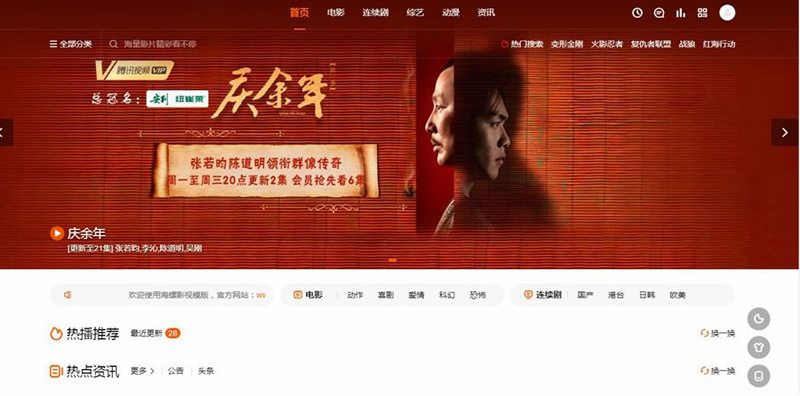 首页 电影 连续剧 综艺 动漫 资讯
全部分类 海量影片精彩看不停 热门搜索 变形金刚 火影忍者 复仇者联盟 战狼 红海行动
腾讯视频VIP
总冠名: 安利 纽崔莱
庆余年
张若昀陈道明领衔群像传奇
周一至周三20点更新2集 会员抢先看6集
庆余年
[更新至21集] 张若昀,李沁,陈道明,吴刚
欢迎使用海螺影视模版，官方网站：w
电影 动作 喜剧 爱情 科幻 恐怖
连续剧 国产 港台 日韩 欧美
热播推荐 最近更新 28 换一换
热点资讯 更多 公告 头条 换一换